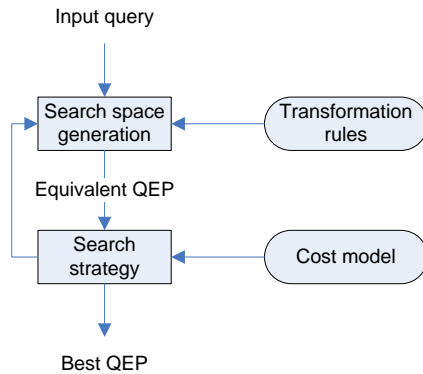 Input query
Search space
generation
Transformation
rules
Equivalent QEP
Search
strategy
Cost model
Best QEP